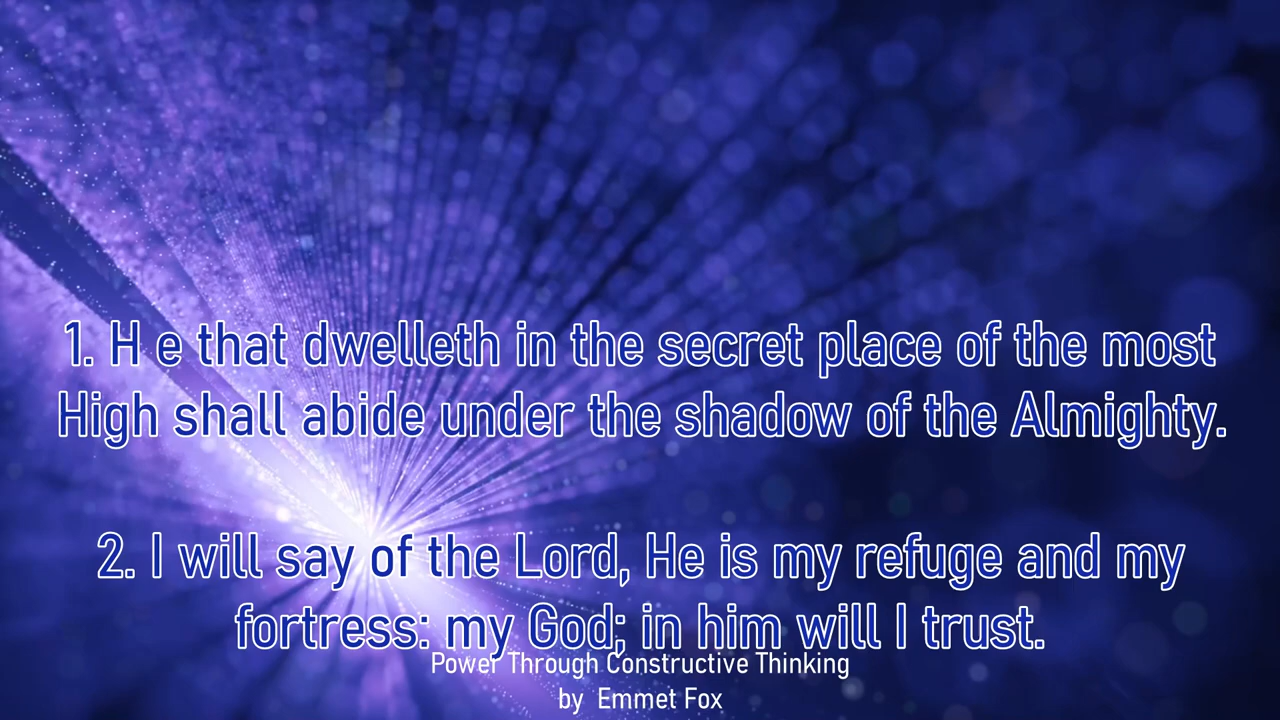 1. H e that dwelleth in the secret place of the most
High shall abide under the shadow of the Almighty.
2. I will say of the Lord, He is my refuge and my
fortress: my God; in him will I trust.
Power Through Constructive Thinking
by  Emmet Fox